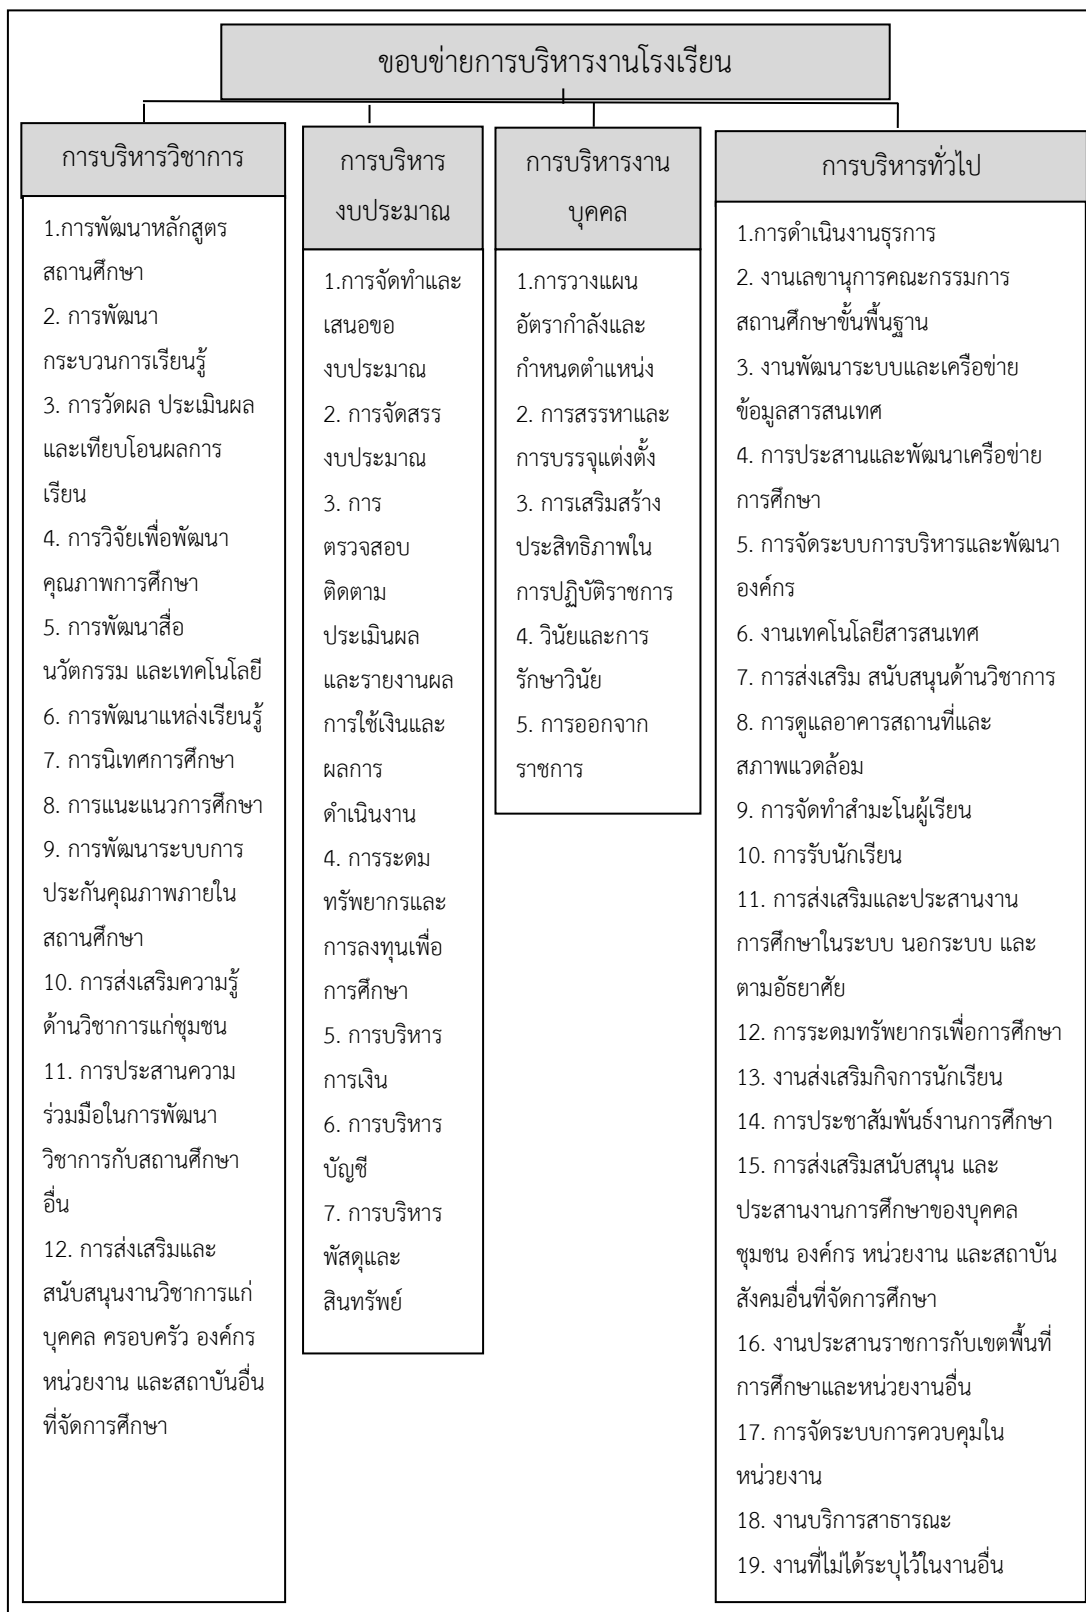 ขอบข่ายการบริหารงานโรงเรียน
การบริหารวิชาการ
1.การพัฒนาหลักสูตร
สถานศึกษา
2. การพัฒนา
กระบวนการเรียนรู้
3. การวัดผล ประเมินผล
และเทียบโอนผลการ
เรียน
4. การวิจัยเพื่อพัฒนา
คุณภาพการศึกษา
5. การพัฒนาสื่อ
นวัตกรรม และเทคโนโลยี
6. การพัฒนาแหล่งเรียนรู้
7. การนิเทศการศึกษา
8. การแนะแนวการศึกษา
9. การพัฒนาระบบการ
ประกันคุณภาพภายใน
สถานศึกษา
10. การส่งเสริมความรู้
ด้านวิชาการแก่ชุมชน
11. การประสานความ
ร่วมมือในการพัฒนา
วิชาการกับสถานศึกษา
อื่น
12. การส่งเสริมและ
สนับสนุนงานวิชาการแก่
บุคคล ครอบครัว องค์กร
หน่วยงาน และสถาบันอื่น
ที่จัดการศึกษา
การบริหาร
งบประมาณ
1.การจัดทำและ
เสนอขอ
งบประมาณ
2. การจัดสรร
งบประมาณ
3. การ
ตรวจสอบ
ติดตาม
ประเมินผล
และรายงานผล
การใช้เงินและ
ผลการ
ดำเนินงาน
4. การระดม
ทรัพยากรและ
การลงทุนเพื่อ
การศึกษา
5. การบริหาร
การเงิน
6. การบริหาร
บัญชี
7. การบริหาร
พัสดุและ
สินทรัพย์
การบริหารงาน
บุคคล
1.การวางแผน
อัตรากำลังและ
กำหนดตำแหน่ง
2. การสรรหาและ
การบรรจุแต่งตั้ง
3. การเสริมสร้าง
ประสิทธิภาพใน
การปฏิบัติราชการ
4. วินัยและการ
รักษาวินัย
5. การออกจาก
ราชการ
การบริหารทั่วไป
1.การดำเนินงานธุรการ
2. งานเลขานุการคณะกรรมการ
สถานศึกษาขั้นพื้นฐาน
3. งานพัฒนาระบบและเครือข่าย
ข้อมูลสารสนเทศ
4. การประสานและพัฒนาเครือข่าย
การศึกษา
5. การจัดระบบการบริหารและพัฒนา
องค์กร
6. งานเทคโนโลยีสารสนเทศ
7. การส่งเสริม สนับสนุนด้านวิชาการ
8. การดูแลอาคารสถานที่และ
สภาพแวดล้อม
9. การจัดทำสำมะโนผู้เรียน
10. การรับนักเรียน
11. การส่งเสริมและประสานงาน
การศึกษาในระบบ นอกระบบ และ
ตามอัธยาศัย
12. การระดมทรัพยากรเพื่อการศึกษา
13. งานส่งเสริมกิจการนักเรียน
14. การประชาสัมพันธ์งานการศึกษา
15. การส่งเสริมสนับสนุน และ
ประสานงานการศึกษาของบุคคล
ชุมชน องค์กร หน่วยงาน และสถาบัน
สังคมอื่นที่จัดการศึกษา
16. งานประสานราชการกับเขตพื้นที่
การศึกษาและหน่วยงานอื่น
17. การจัดระบบการควบคุมใน
หน่วยงาน
18. งานบริการสาธารณะ
19. งานที่ไม่ได้ระบุไว้ในงานอื่น